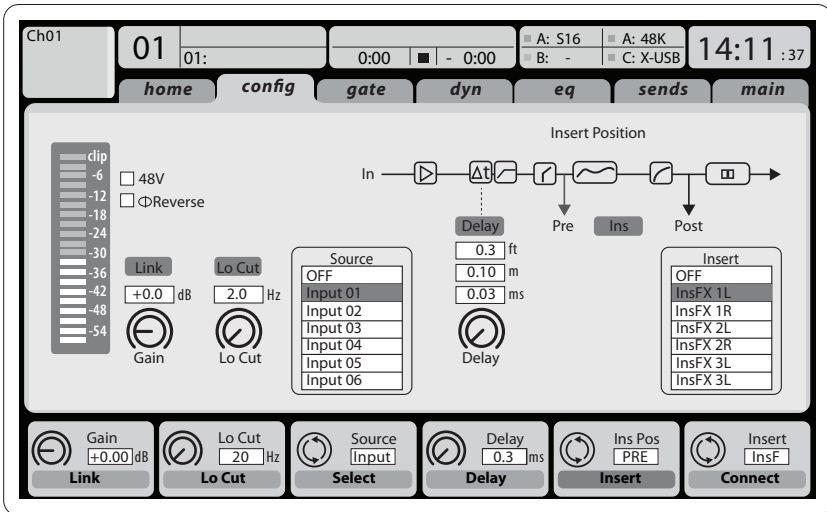 Ch01
01
01:
0:00
- 0:00
A: S16
A: 48K
B: -
C: X-USB
14:11 :37
home config gate dyn eq sends main
Insert Position
clip
-6
-12
-18
-24
-30
-36
-42
-48
-54
48V
ΦReverse
In
Δt
Pre
Ins
Post
Link
+0.0 dB
Gain
Lo Cut
2.0 Hz
Lo Cut
Source
OFF
Input 01
Input 02
Input 03
Input 04
Input 05
Input 06
Delay
0.3 ft
0.10 m
0.03 ms
Delay
Insert
OFF
InsFX 1L
InsFX 1R
InsFX 2L
InsFX 2R
InsFX 3L
InsFX 3L
Gain
+0.00 dB
Link
Lo Cut
20 Hz
Lo Cut
Source
Input
Select
Delay
0.3 ms
Delay
Ins Pos
PRE
Insert
Insert
InsF
Connect